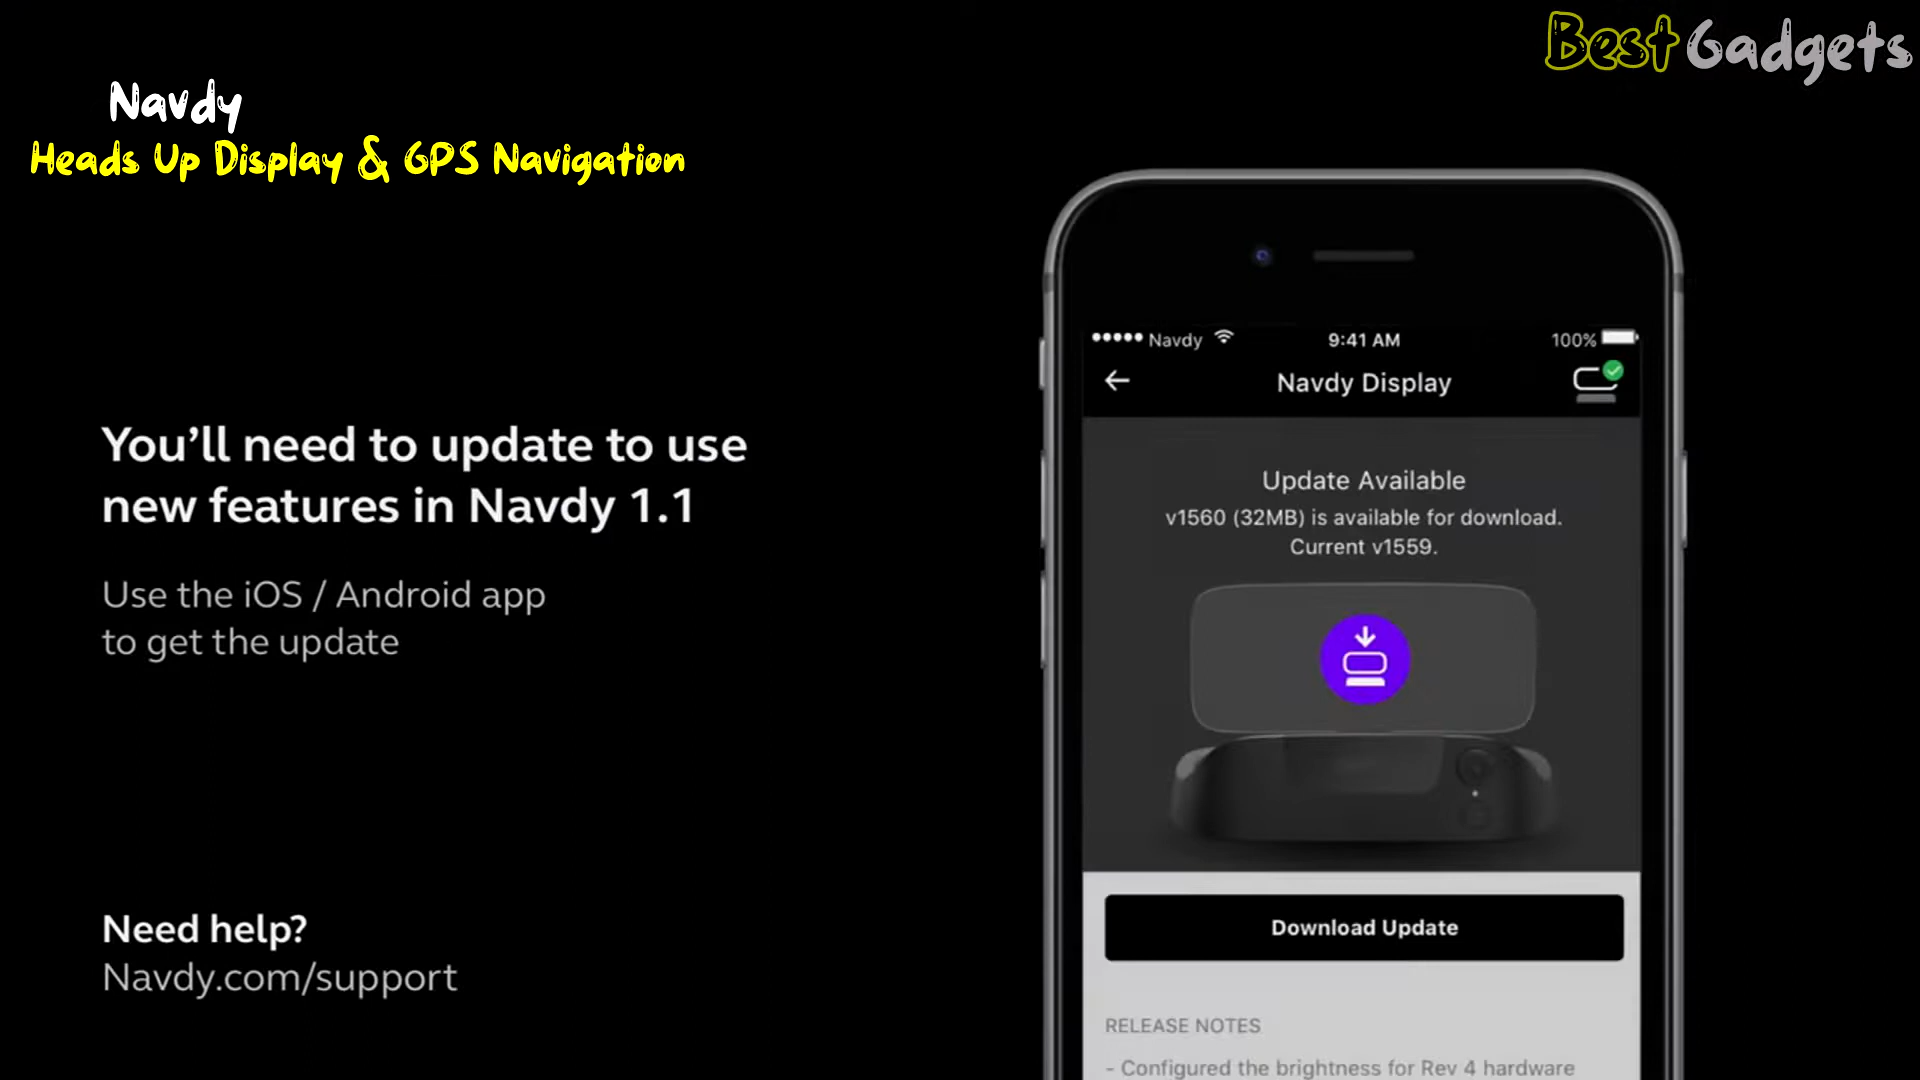 Best Gadgets
Navdy
Heads Up Display & GPS Navigation
You'll need to update to use
new features in Navdy 1.1
Use the iOS / Android app
to get the update
Need help?
Navdy.com/support
Navdy
9:41 AM
100%
Navdy Display
Update Available
v1560 (32MB) is available for download.
Current v1559.
Download Update
RELEASE NOTES
- Configured the brightness for Rev 4 hardware